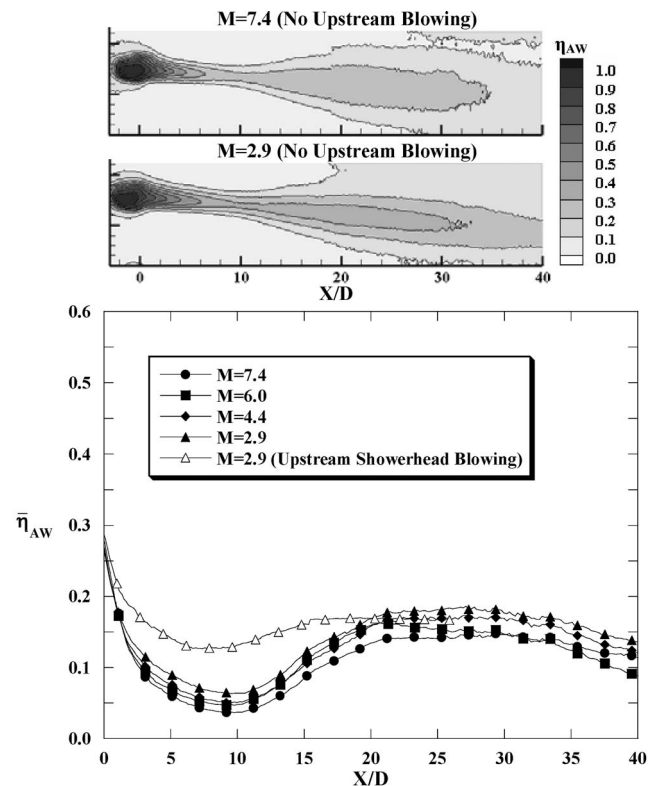 M=7.4 (No Upstream Blowing)
η_AW
1.0
0.9
0.8
0.7
0.6
0.5
0.4
0.3
0.2
0.1
0.0
M=2.9 (No Upstream Blowing)
0 10 20 30 40
X/D
0.6
0.5
0.4
0.3
0.2
0.1
0.0
η̄_AW
M=7.4
M=6.0
M=4.4
M=2.9
M=2.9 (Upstream Showerhead Blowing)
0 5 10 15 20 25 30 35 40
X/D